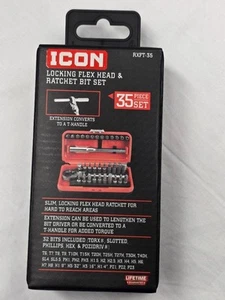 ICON
RXFT-35
LOCKING FLEX HEAD &
RATCHET BIT SET
35 PIECE
SET
EXTENSION CONVERTS
TO A T-HANDLE
SLIM, LOCKING FLEX HEAD RATCHET FOR
HARD TO REACH AREAS
EXTENSION CAN BE USED TO LENGTHEN THE
BIT DRIVER OR BE CONVERTED TO A
T-HANDLE FOR ADDED TORQUE
32 BITS INCLUDED (TORX®, SLOTTED,
PHILLIPS, HEX, & POZIDRIV®)
LIFETIME